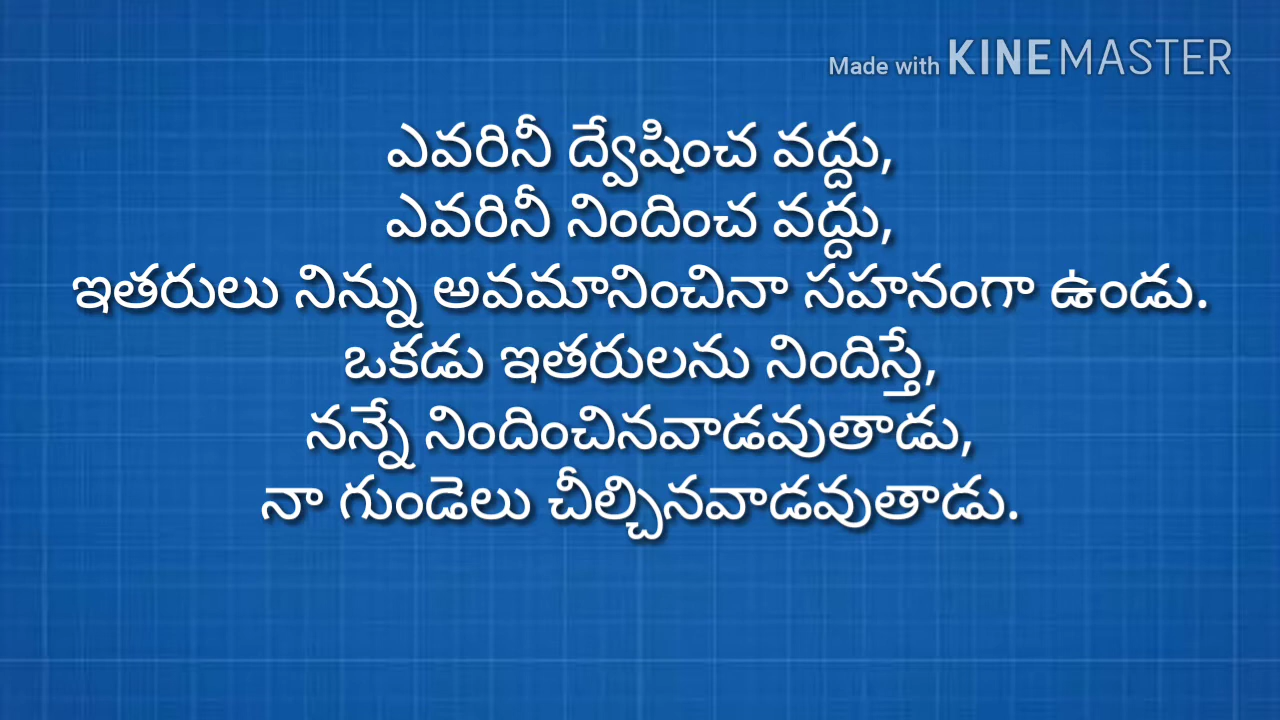 Made with KINEMASTER
ఎవరినీ ద్వేషించ వద్దు,
ఎవరినీ నిందించ వద్దు,
ఇతరులు నిన్ను అవమానించినా సహనంగా ఉండు.
ఒకడు ఇతరులను నిందిస్తే,
నన్నే నిందించినవాడవుతాడు,
నా గుండెలు చీల్చినవాడవుతాడు.